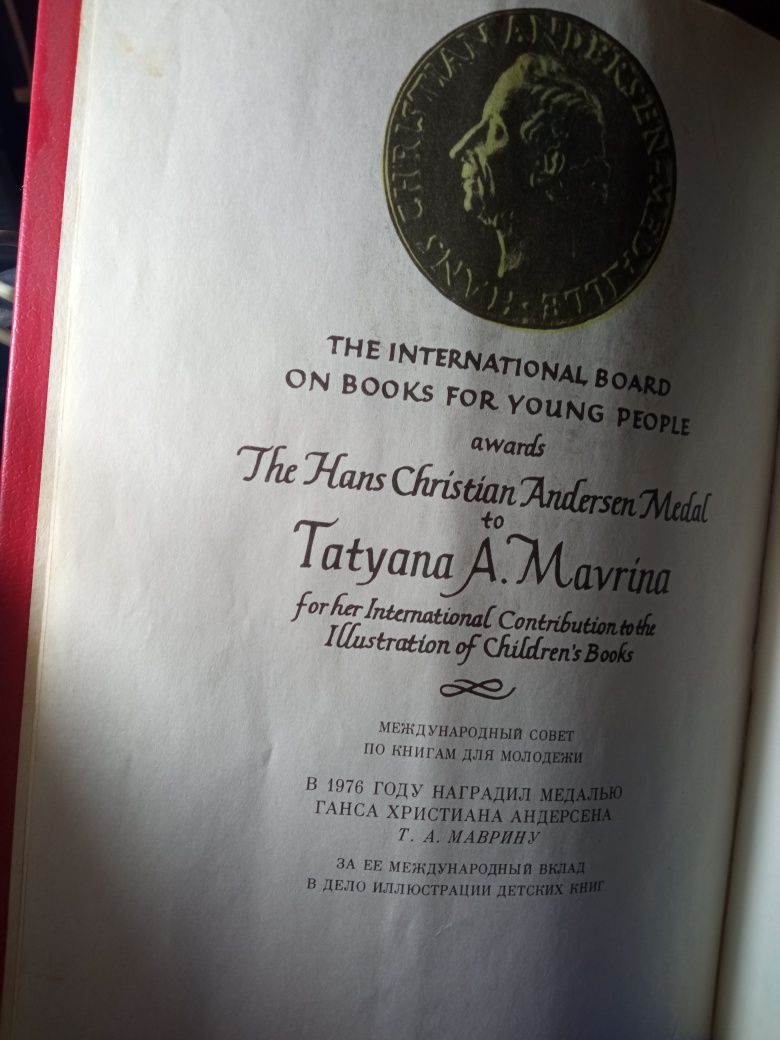 HANS CHRISTIAN ANDERSEN-MEDAILLE
THE INTERNATIONAL BOARD
ON BOOKS FOR YOUNG PEOPLE
awards
The Hans Christian Andersen Medal
to
Tatyana A. Mavrina
for her International Contribution to the
Illustration of Children's Books
МЕЖДУНАРОДНЫЙ СОВЕТ
ПО КНИГАМ ДЛЯ МОЛОДЕЖИ
В 1976 ГОДУ НАГРАДИЛ МЕДАЛЬЮ
ГАНСА ХРИСТИАНА АНДЕРСЕНА
Т. А. МАВРИНУ
ЗА ЕЕ МЕЖДУНАРОДНЫЙ ВКЛАД
В ДЕЛО ИЛЛЮСТРАЦИИ ДЕТСКИХ КНИГ